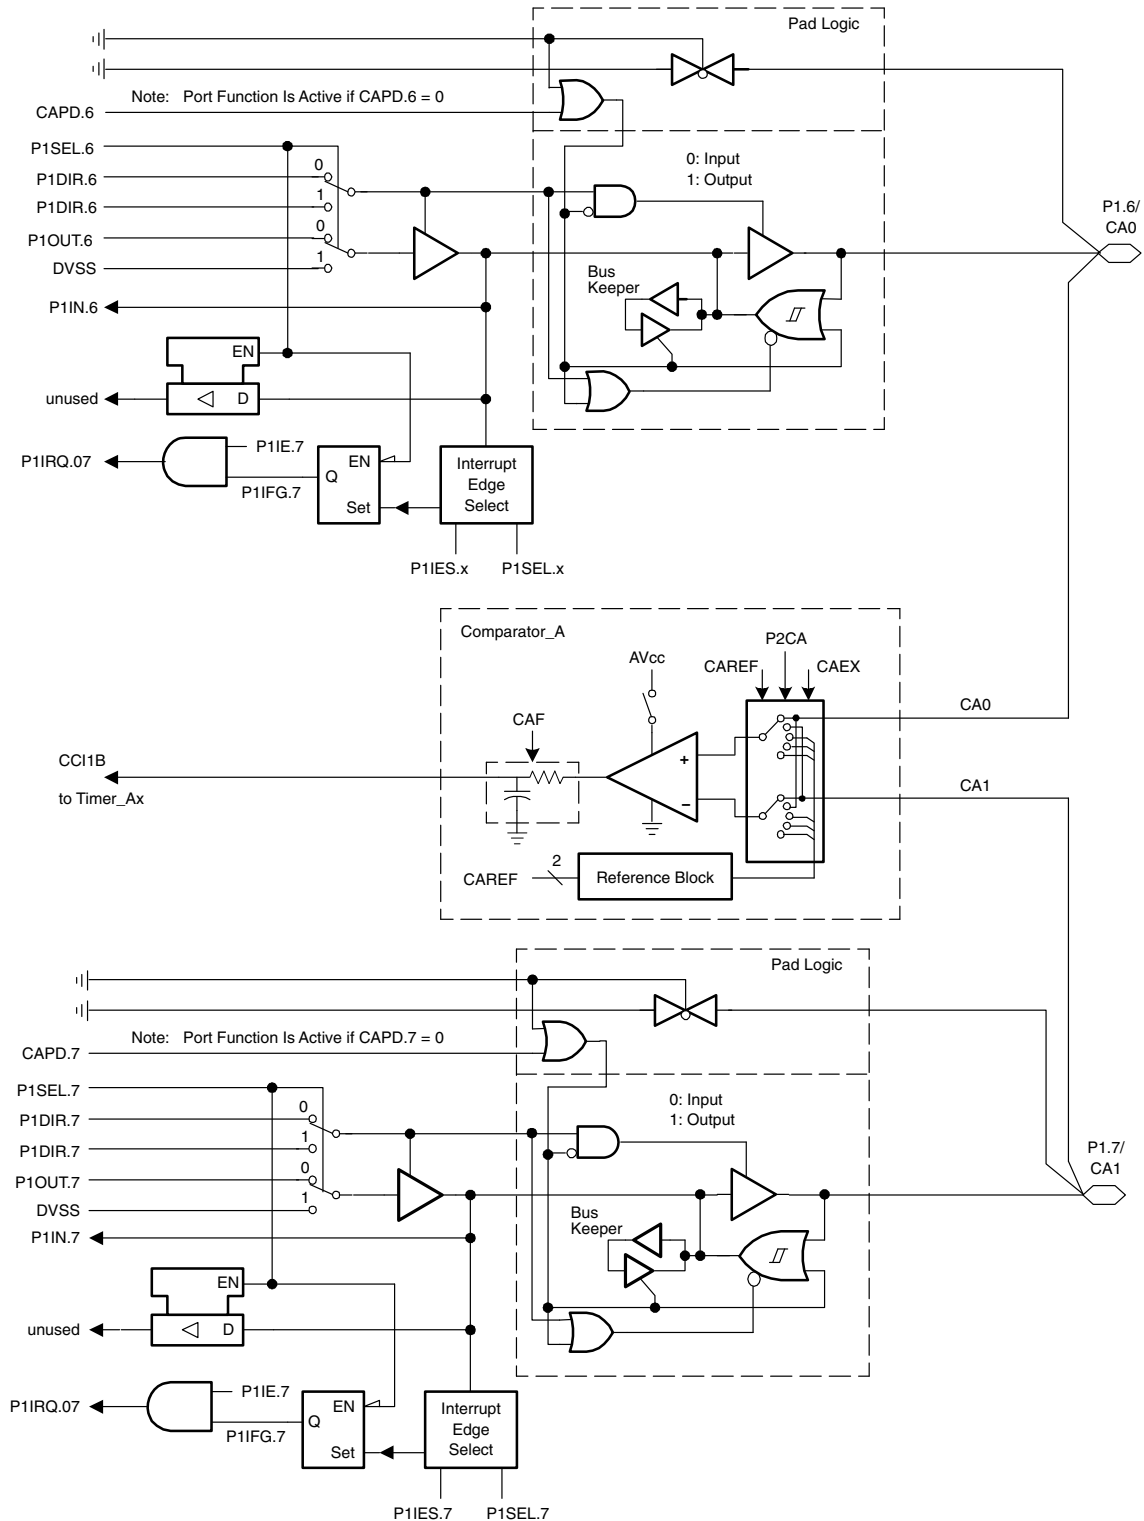 Pad Logic
Note: Port Function Is Active if CAPD.6 = 0
CAPD.6
P1SEL.6
0
P1DIR.6
1
P1DIR.6
0
P1OUT.6
1
DVSS
P1IN.6
0: Input
1: Output
P1.6/
CA0
Bus
Keeper
EN
unused
D
P1IRQ.07
P1IE.7
P1IFG.7
EN
Q
Set
Interrupt
Edge
Select
P1IES.x
P1SEL.x
Comparator_A
P2CA
AVcc
CAREF
CAEX
CA0
CAF
CCI1B
to Timer_Ax
+
−
CA1
2
CAREF
Reference Block
Pad Logic
Note: Port Function Is Active if CAPD.7 = 0
CAPD.7
P1SEL.7
0
P1DIR.7
1
P1DIR.7
0
P1OUT.7
1
DVSS
P1IN.7
0: Input
1: Output
P1.7/
CA1
Bus
Keeper
EN
unused
D
P1IRQ.07
P1IE.7
P1IFG.7
EN
Q
Set
Interrupt
Edge
Select
P1IES.7
P1SEL.7